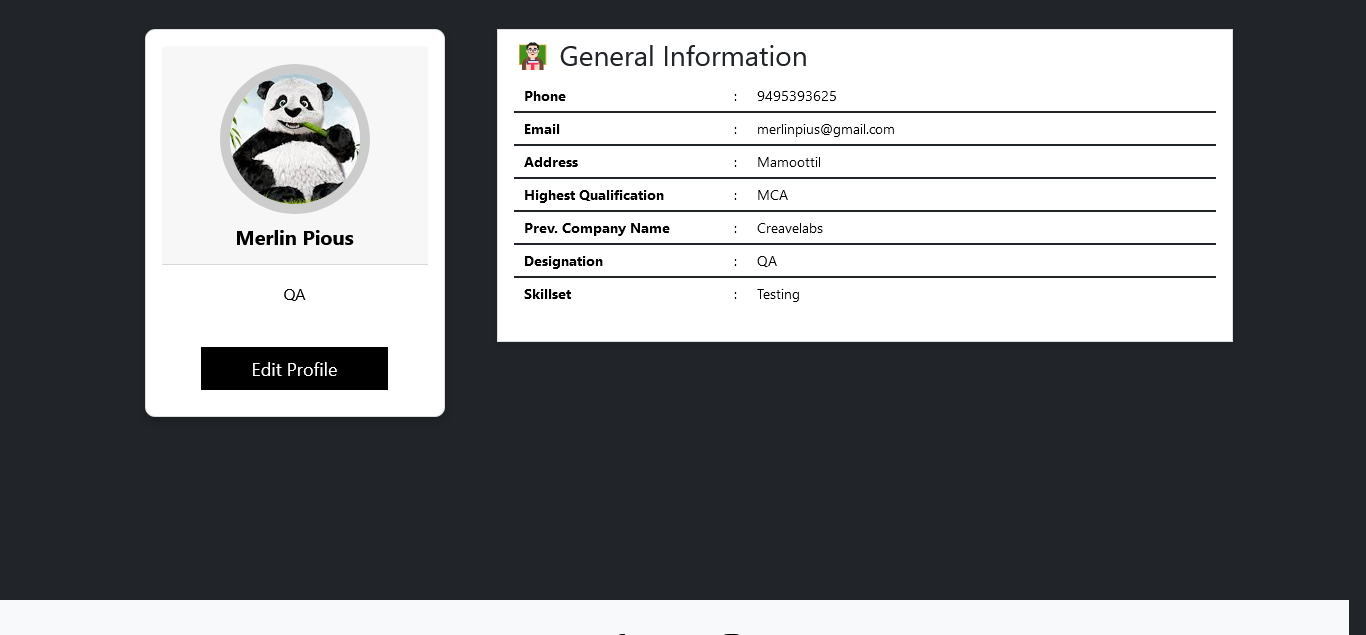 Merlin Pious
QA
Edit Profile
General Information
Phone : 9495393625
Email : merlinpius@gmail.com
Address : Mamoottil
Highest Qualification : MCA
Prev. Company Name : Creavelabs
Designation : QA
Skillset : Testing